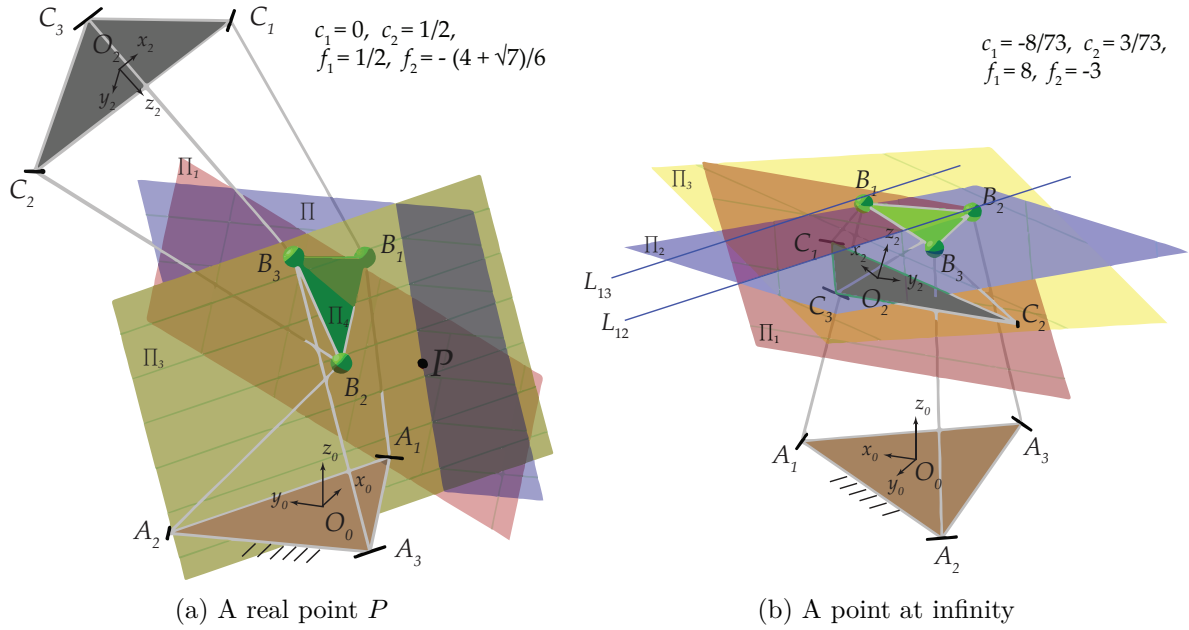 C₃
C₁
O₂
x₂
y₂
z₂
C₂
c₁ = 0, c₂ = 1/2,
f₁ = 1/2, f₂ = - (4 + √7)/6
Π₁
Π
B₃
B₁
Π₄
Π₃
B₂
P
A₁
z₀
y₀
x₀
O₀
A₂
A₃
(a) A real point P
c₁ = -8/73, c₂ = 3/73,
f₁ = 8, f₂ = -3
Π₃
B₁
B₂
Π₂
C₁
z₂
x₂
B₃
y₂
L₁₃
C₃
O₂
C₂
L₁₂
Π₁
z₀
A₁
x₀
O₀
A₃
y₀
A₂
(b) A point at infinity